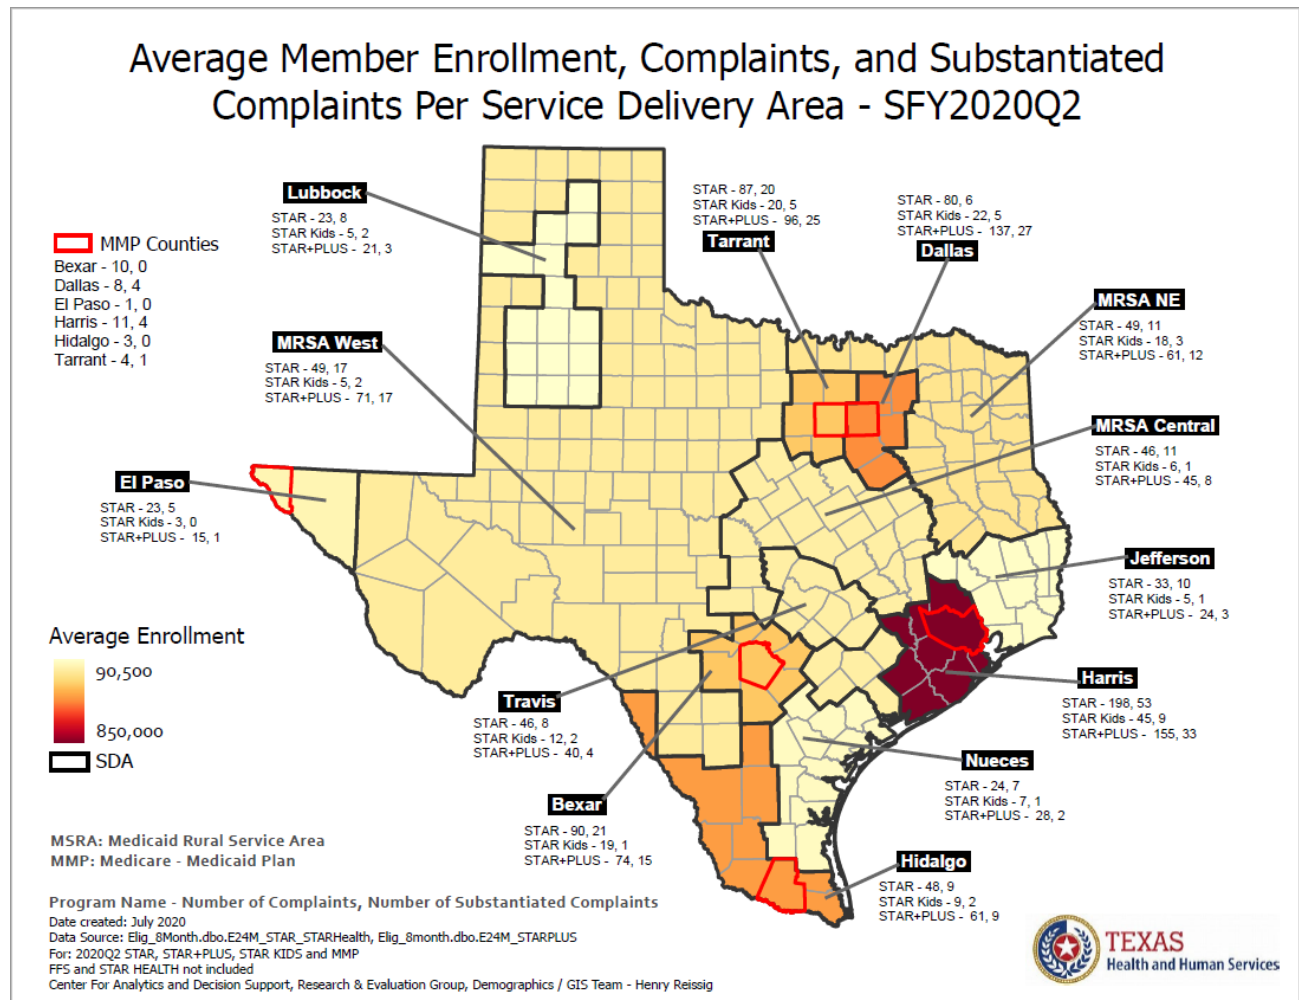 Average Member Enrollment, Complaints, and Substantiated
Complaints Per Service Delivery Area - SFY2020Q2
Lubbock
STAR - 23, 8
STAR Kids - 5, 2
STAR+PLUS - 21, 3
STAR - 87, 20
STAR Kids - 20, 5
STAR+PLUS - 96, 25
Tarrant
STAR - 80, 6
STAR Kids - 22, 5
STAR+PLUS - 137, 27
Dallas
MMP Counties
Bexar - 10, 0
Dallas - 8, 4
El Paso - 1, 0
Harris - 11, 4
Hidalgo - 3, 0
Tarrant - 4, 1
MRSA NE
STAR - 49, 11
STAR Kids - 18, 3
STAR+PLUS - 61, 12
MRSA West
STAR - 49, 17
STAR Kids - 5, 2
STAR+PLUS - 71, 17
MRSA Central
STAR - 46, 11
STAR Kids - 6, 1
STAR+PLUS - 45, 8
El Paso
STAR - 23, 5
STAR Kids - 3, 0
STAR+PLUS - 15, 1
Jefferson
STAR - 33, 10
STAR Kids - 5, 1
STAR+PLUS - 24, 3
Average Enrollment
90,500
850,000
SDA
Harris
STAR - 198, 53
STAR Kids - 45, 9
STAR+PLUS - 155, 33
Travis
STAR - 46, 8
STAR Kids - 12, 2
STAR+PLUS - 40, 4
Nueces
STAR - 24, 7
STAR Kids - 7, 1
STAR+PLUS - 28, 2
Bexar
STAR - 90, 21
STAR Kids - 19, 1
STAR+PLUS - 74, 15
Hidalgo
STAR - 48, 9
STAR Kids - 9, 2
STAR+PLUS - 61, 9
MSRA: Medicaid Rural Service Area
MMP: Medicare - Medicaid Plan
Program Name - Number of Complaints, Number of Substantiated Complaints
Date created: July 2020
Data Source: Elig_8Month.dbo.E24M_STAR_STARHealth, Elig_8month.dbo.E24M_STARPLUS
For: 2020Q2 STAR, STAR+PLUS, STAR KIDS and MMP
FFS and STAR HEALTH not included
Center For Analytics and Decision Support, Research & Evaluation Group, Demographics / GIS Team - Henry Reissig
TEXAS
Health and Human Services